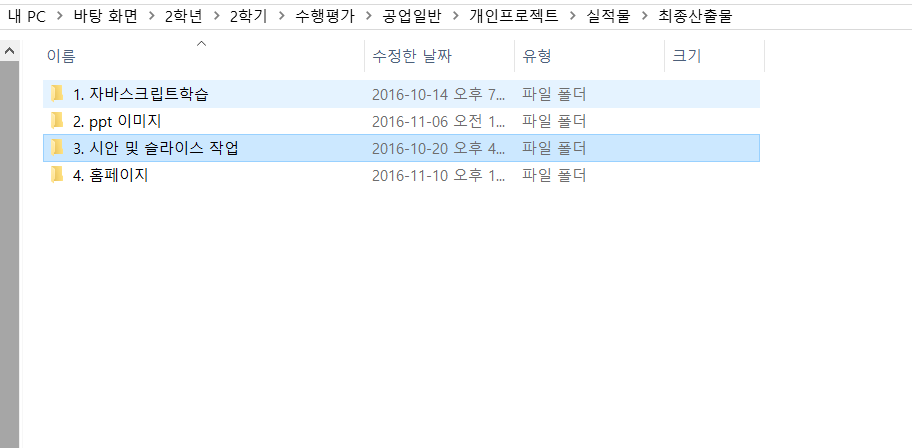 내 PC > 바탕 화면 > 2학년 > 2학기 > 수행평가 > 공업일반 > 개인프로젝트 > 실적물 > 최종산출물
이름 수정한 날짜 유형 크기
1. 자바스크립트학습 2016-10-14 오후 7... 파일 폴더
2. ppt 이미지 2016-11-06 오전 1... 파일 폴더
3. 시안 및 슬라이스 작업 2016-10-20 오후 4... 파일 폴더
4. 홈페이지 2016-11-10 오후 1... 파일 폴더